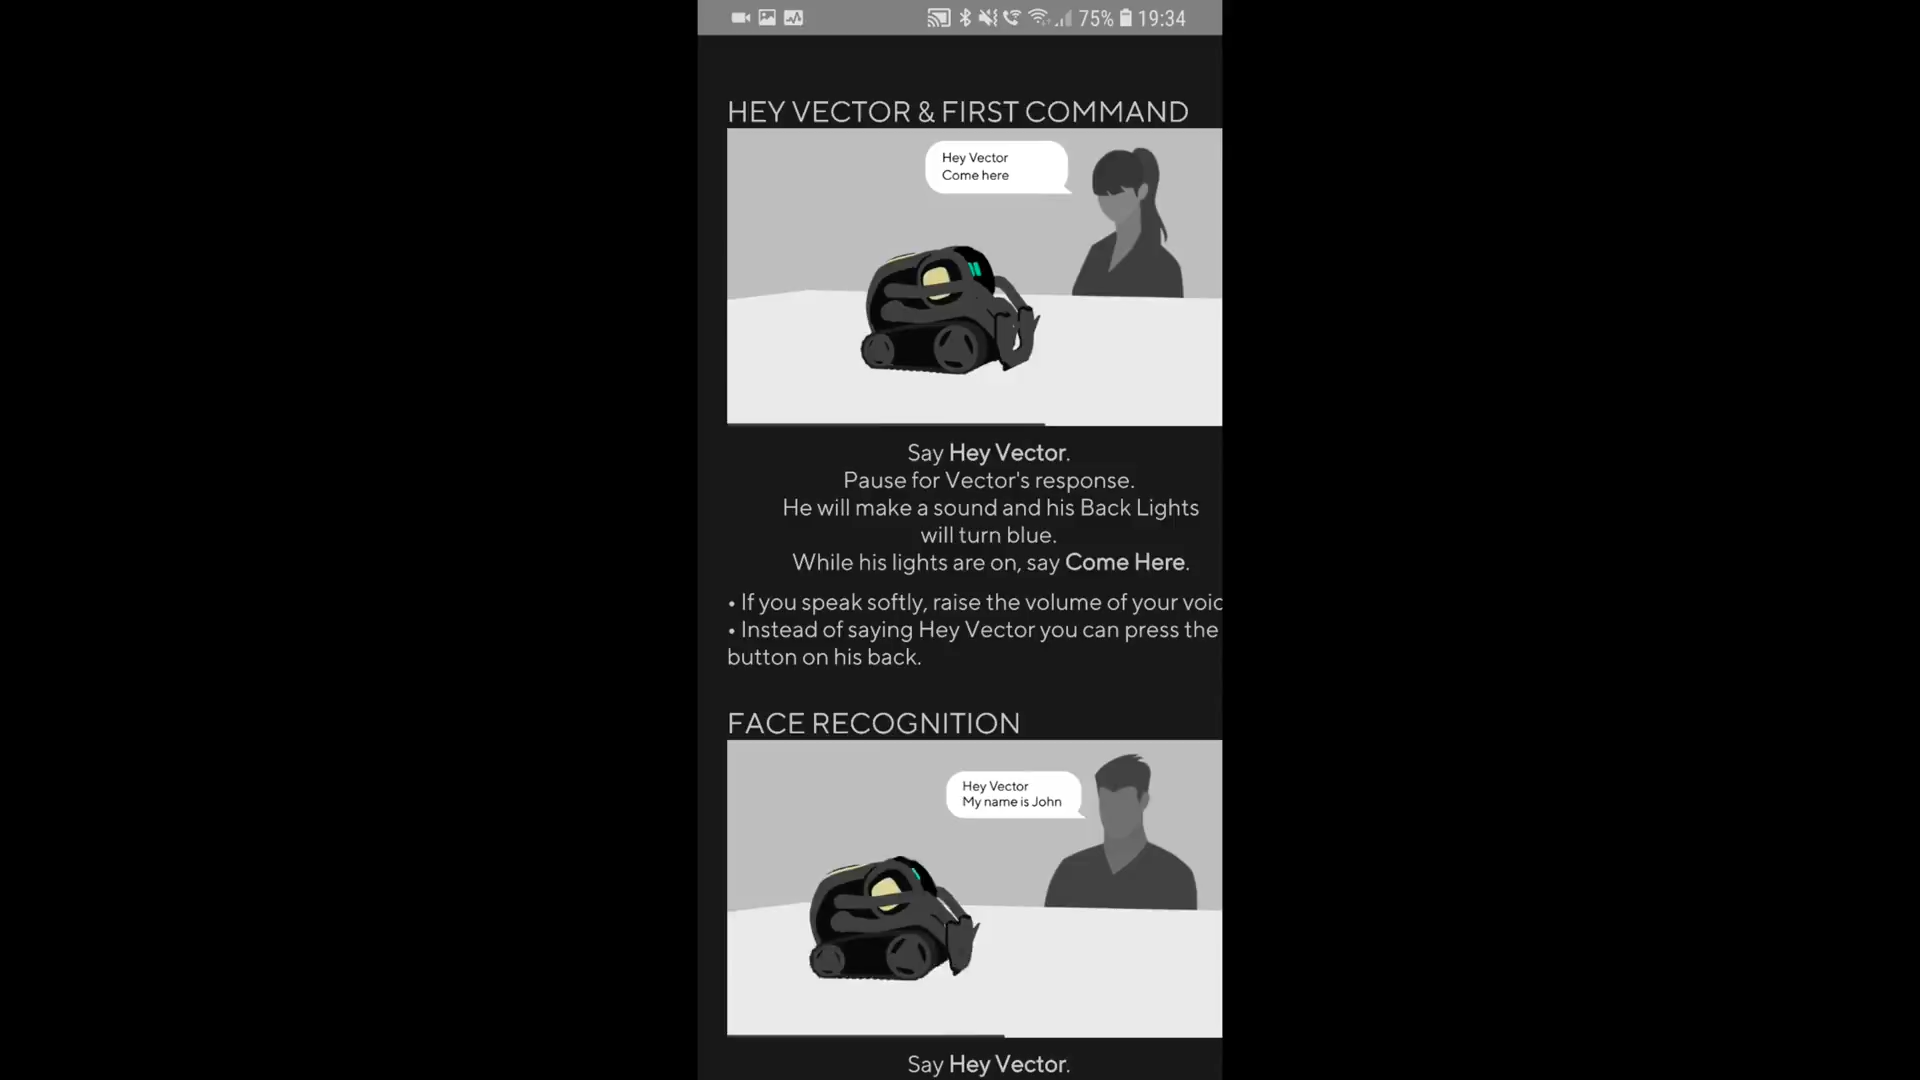 75% 19:34
HEY VECTOR & FIRST COMMAND
Hey Vector
Come here
Say Hey Vector.
Pause for Vector's response.
He will make a sound and his Back Lights
will turn blue.
While his lights are on, say Come Here.
• If you speak softly, raise the volume of your voic
• Instead of saying Hey Vector you can press the
button on his back.
FACE RECOGNITION
Hey Vector
My name is John
Say Hey Vector.